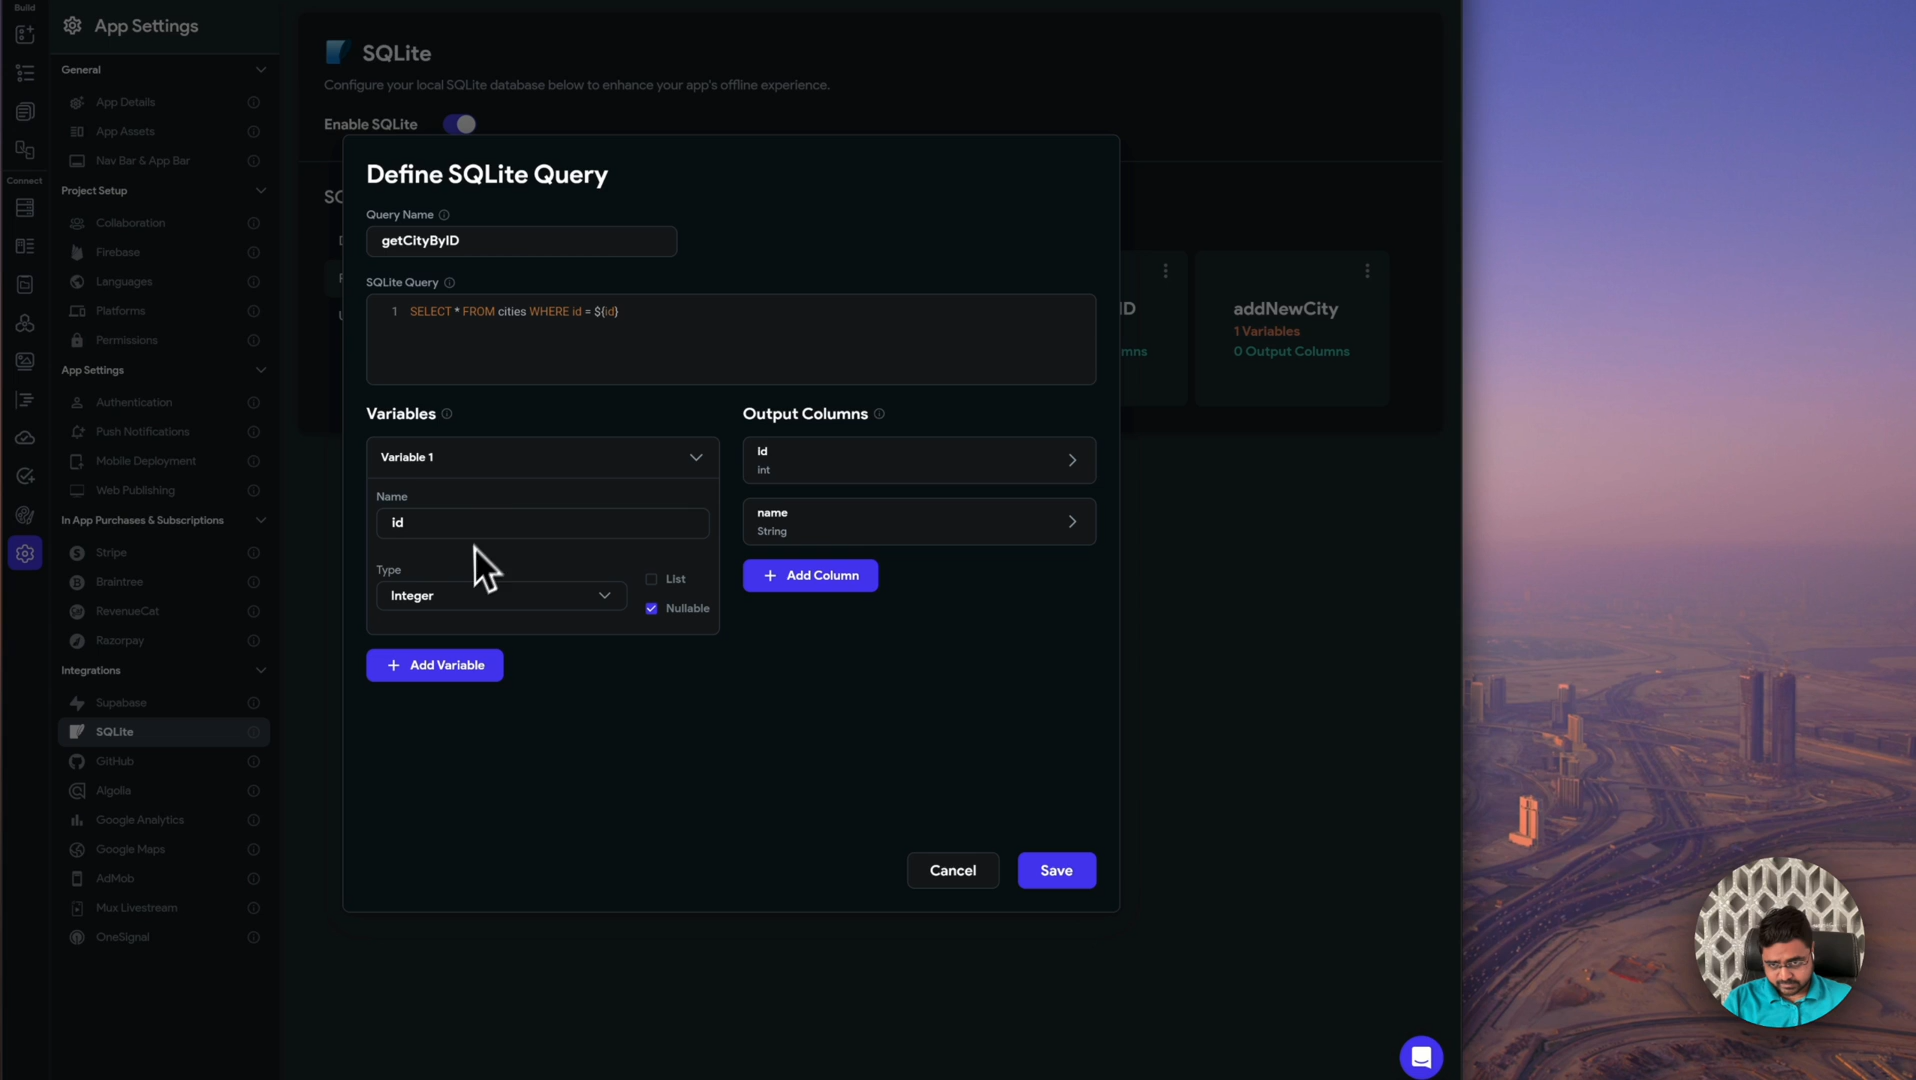 Build
App Settings
General
App Details
App Assets
Nav Bar & App Bar
Connect
Project Setup
Collaboration
Firebase
Languages
Platforms
Permissions
App Settings
Authentication
Push Notifications
Mobile Deployment
Web Publishing
In App Purchases & Subscriptions
Stripe
Braintree
RevenueCat
Razorpay
Integrations
Supabase
SQLite
GitHub
Algolia
Google Analytics
Google Maps
AdMob
Mux Livestream
OneSignal
SQLite
Configure your local SQLite database below to enhance your app's offline experience.
Enable SQLite
Define SQLite Query
Query Name
getCityByID
SQLite Query
1 SELECT * FROM cities WHERE id = ${id}
Variables
Variable 1
Name
id
Type
Integer
List
Nullable
+ Add Variable
Output Columns
id
int
name
String
+ Add Column
Cancel
Save
addNewCity
1 Variables
0 Output Columns